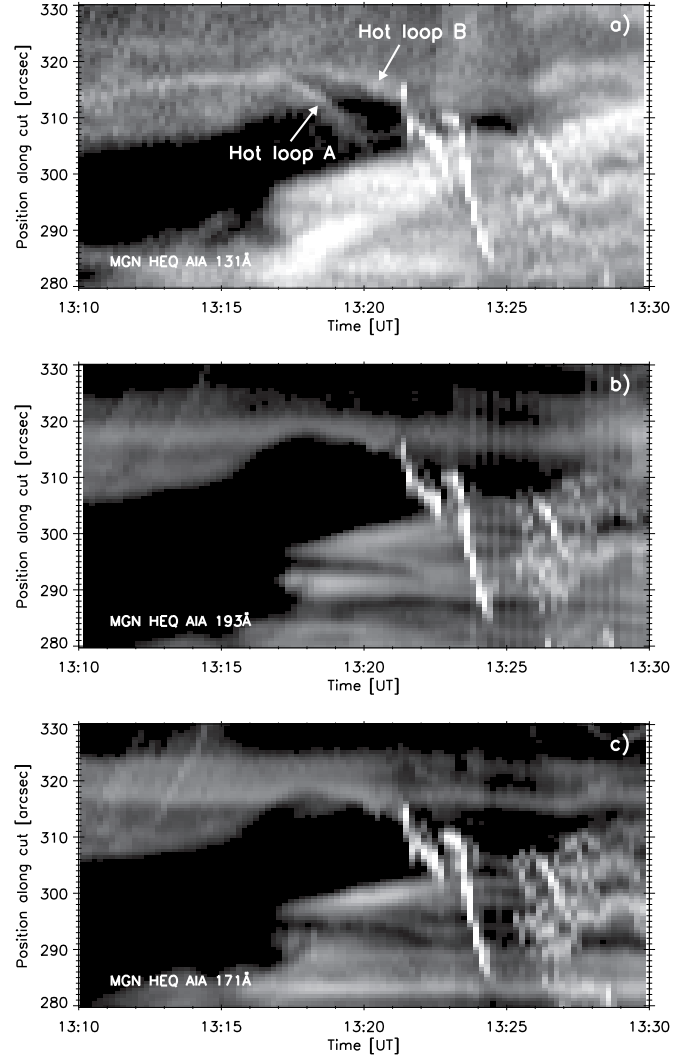 330
320
310
300
290
280
Position along cut [arcsec]
Hot loop B
a)
Hot loop A
MGN HEQ AIA 131Å
13:10 13:15 13:20 13:25 13:30
Time [UT]
330
320
310
300
290
280
Position along cut [arcsec]
b)
MGN HEQ AIA 193Å
13:10 13:15 13:20 13:25 13:30
Time [UT]
330
320
310
300
290
280
Position along cut [arcsec]
c)
MGN HEQ AIA 171Å
13:10 13:15 13:20 13:25 13:30
Time [UT]